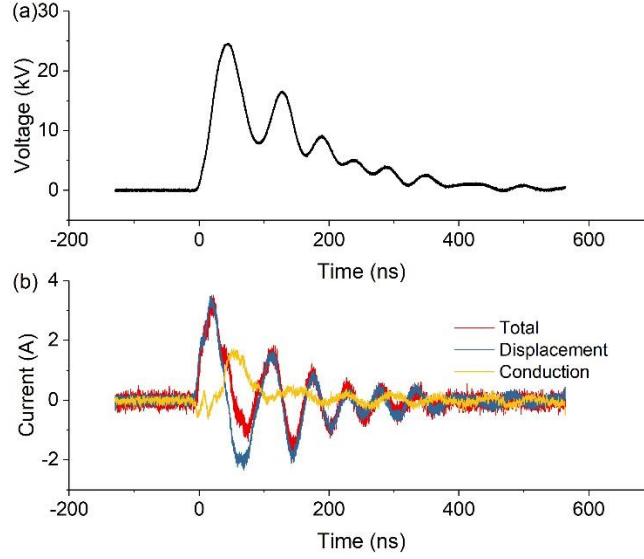 (a)
30
20
10
0
Voltage (kV)
-200 0 200 400 600
Time (ns)
(b)
4
2
0
-2
Current (A)
Total
Displacement
Conduction
-200 0 200 400 600
Time (ns)